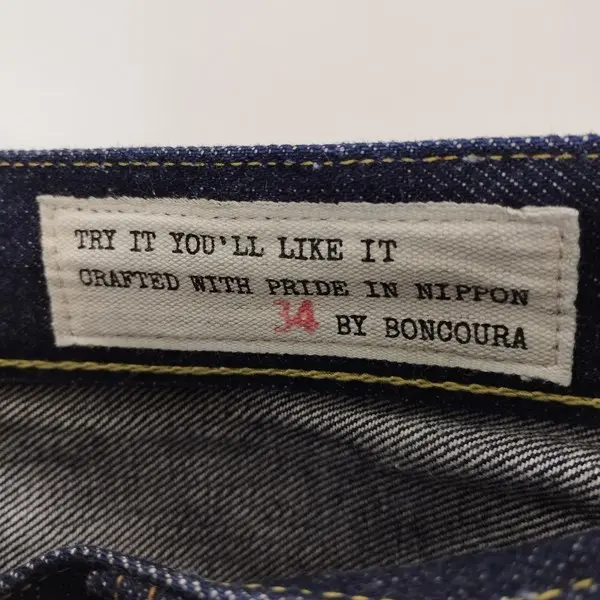 TRY IT YOU'LL LIKE IT
CRAFTED WITH PRIDE IN NIPPON
34 BY BONCOURA